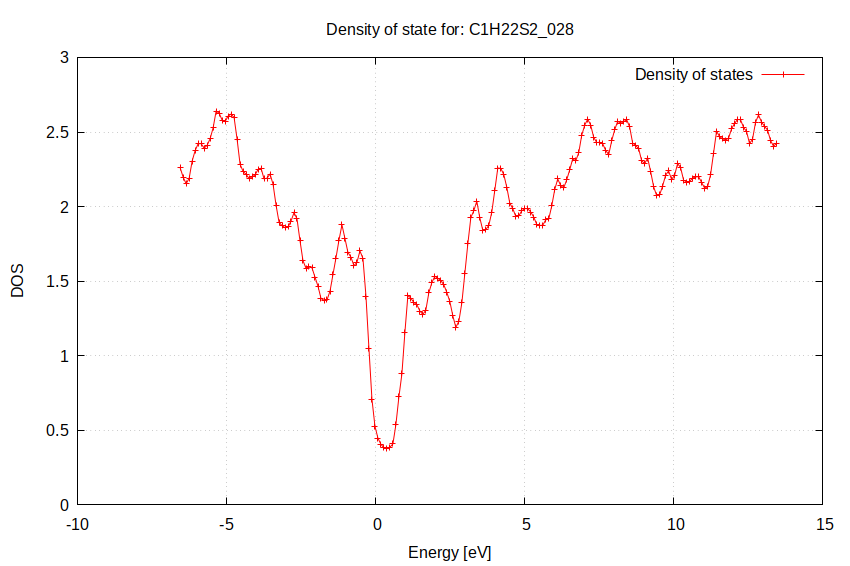 Density of state for: C1H22S2_028
Density of states
3
2.5
2
1.5
1
0.5
0
DOS
-10 -5 0 5 10 15
Energy [eV]